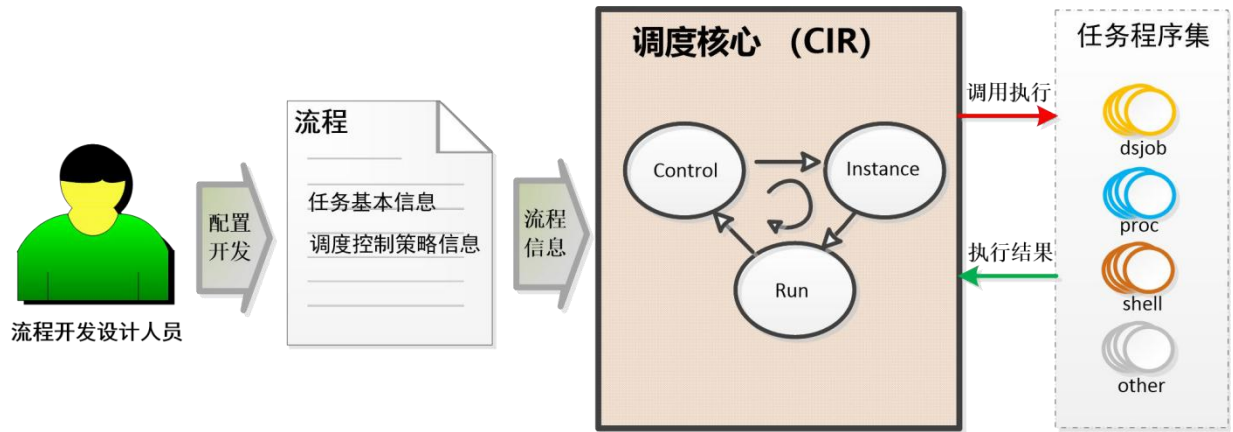 流程开发设计人员
配置
开发
流程
任务基本信息
调度控制策略信息
流程
信息
调度核心 （CIR）
Control
Instance
Run
调用执行
执行结果
任务程序集
dsjob
proc
shell
other